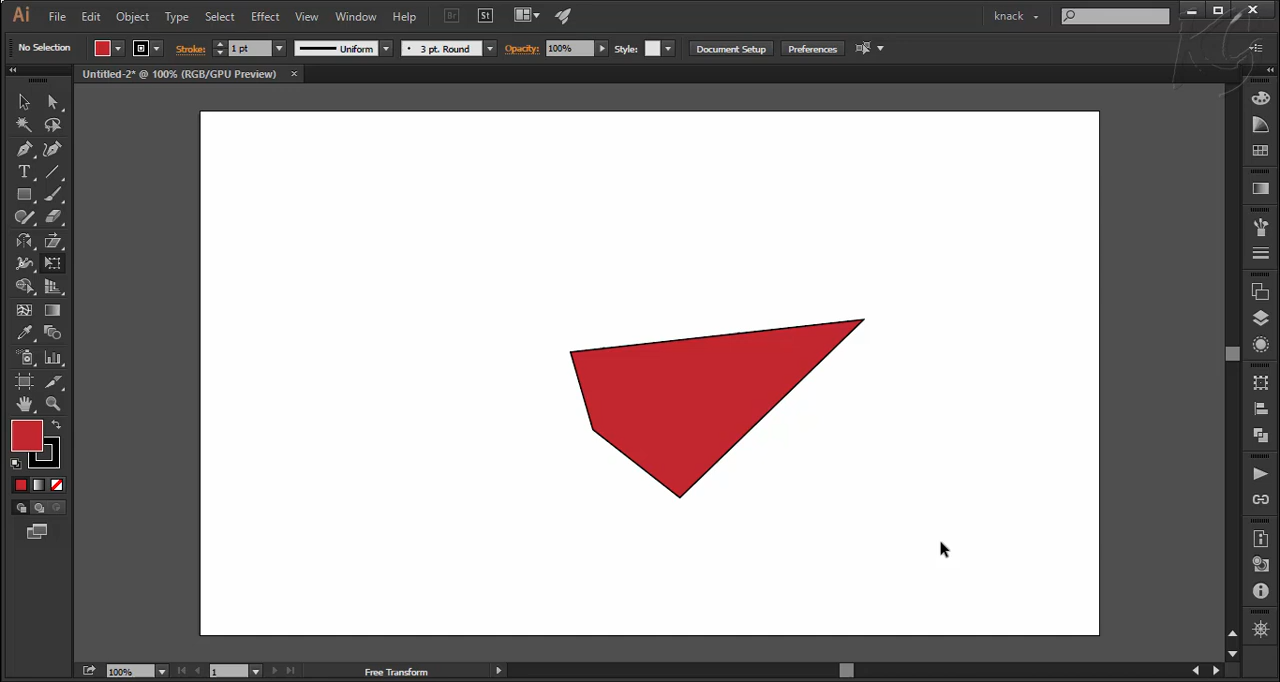 Ai File Edit Object Type Select Effect View Window Help Br St knack
No Selection Stroke: 1 pt Uniform 3 pt. Round Opacity: 100% Style: Document Setup Preferences
Untitled-2* @ 100% (RGB/GPU Preview) ×
T
100% 1 Free Transform